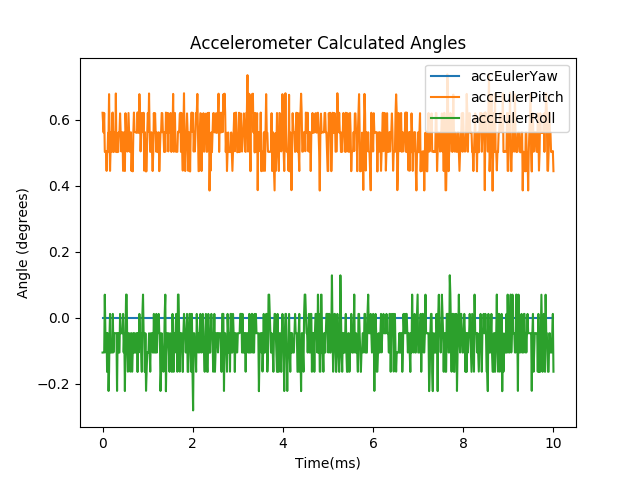 Accelerometer Calculated Angles
accEulerYaw
accEulerPitch
accEulerRoll
0.6
0.4
0.2
0.0
−0.2
Angle (degrees)
0 2 4 6 8 10
Time(ms)